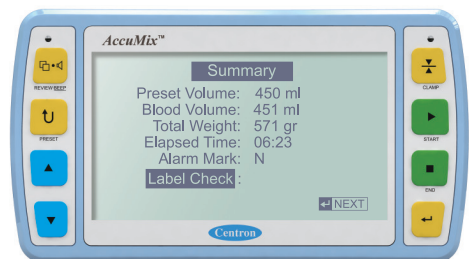 AccuMix™
REVIEW BEEP
PRESET
Summary
Preset Volume: 450 ml
Blood Volume: 451 ml
Total Weight: 571 gr
Elapsed Time: 06:23
Alarm Mark: N
Label Check :
NEXT
CLAMP
START
END
Centron